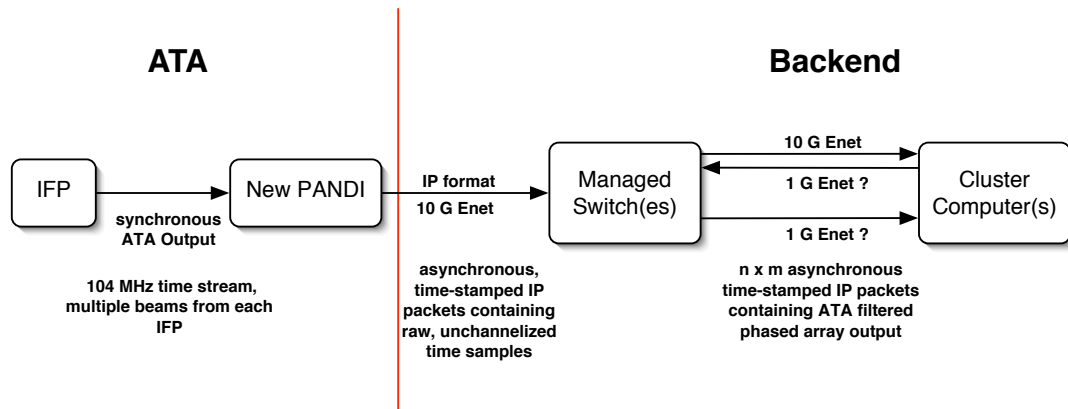 ATA
Backend
IFP
synchronous
ATA Output
New PANDI
IP format
10 G Enet
Managed
Switch(es)
10 G Enet
1 G Enet ?
1 G Enet ?
Cluster
Computer(s)
104 MHz time stream,
multiple beams from each
IFP
asynchronous,
time-stamped IP
packets containing
raw, unchannelized
time samples
n x m asynchronous
time-stamped IP packets
containing ATA filtered
phased array output